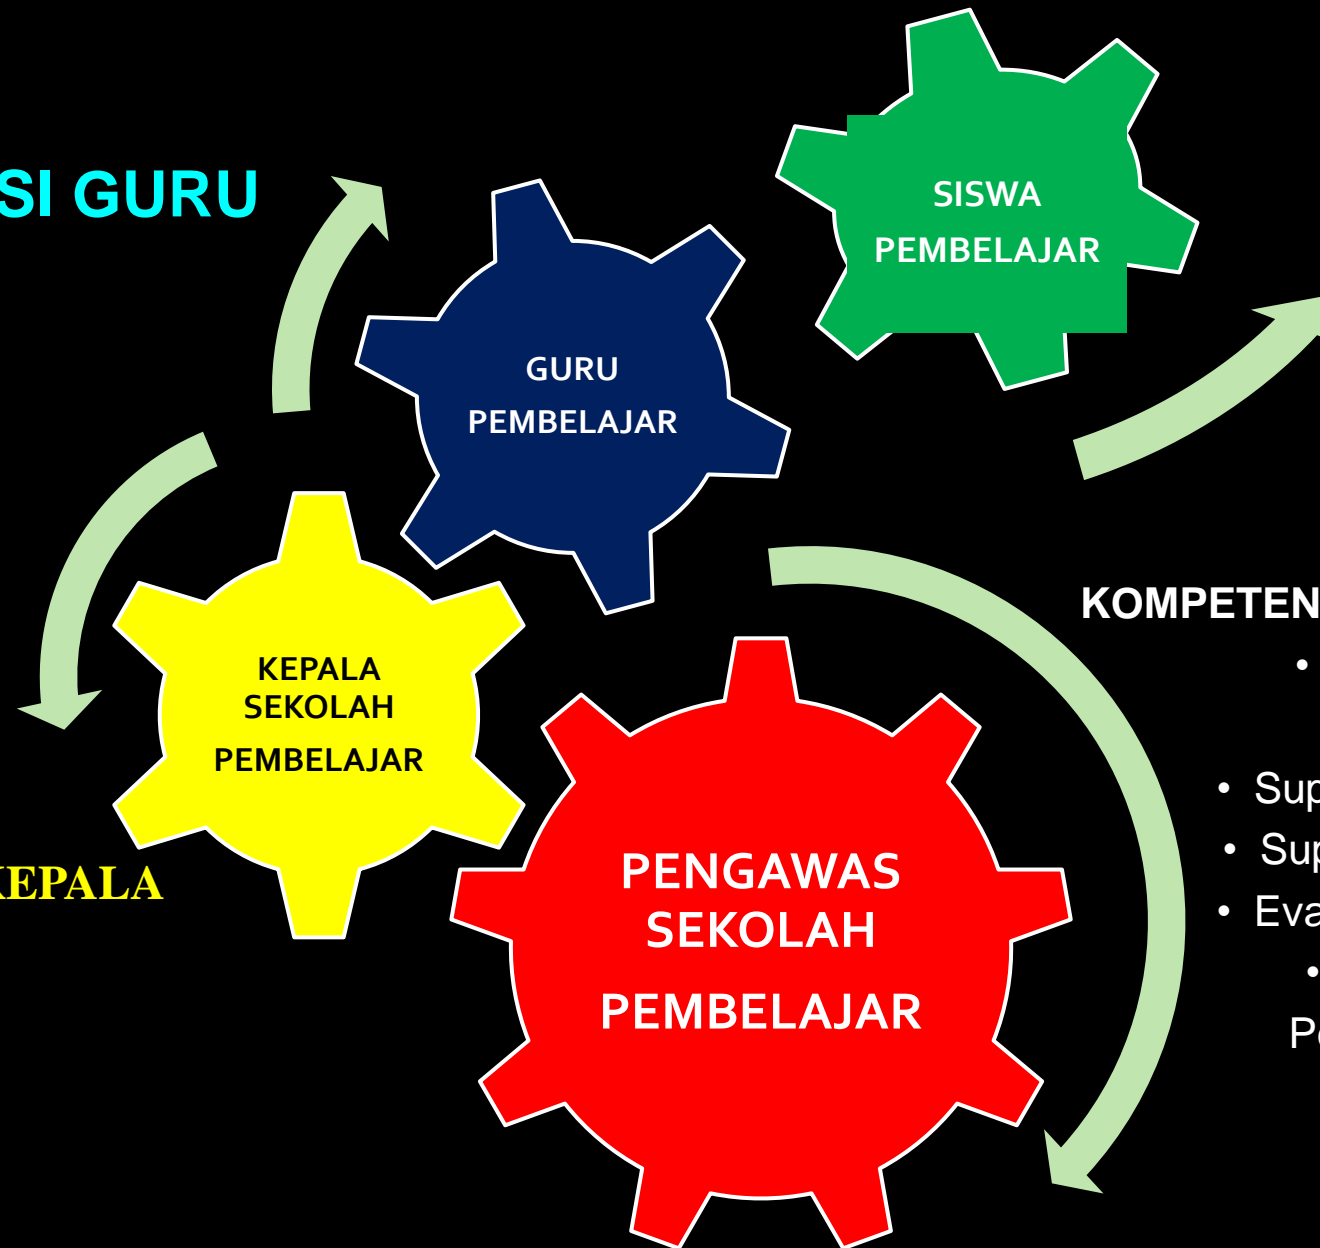 SI GURU
SISWA
PEMBELAJAR
GURU
PEMBELAJAR
KEPALA
SEKOLAH
PEMBELAJAR
KEPALA
PENGAWAS
SEKOLAH
PEMBELAJAR
KOMPETEN
•
• Sup
• Sup
• Eva
•